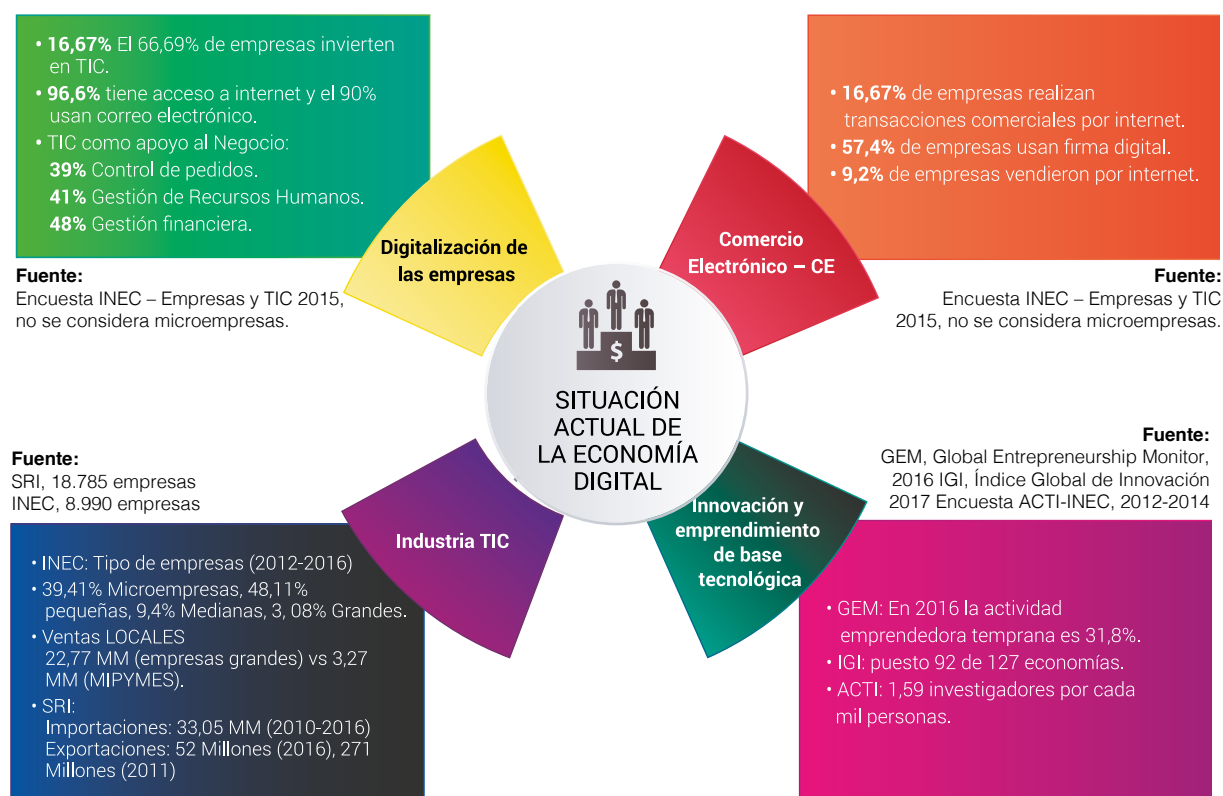 • 16,67% El 66,69% de empresas invierten
en TIC.
• 96,6% tiene acceso a internet y el 90%
usan correo electrónico.
• TIC como apoyo al Negocio:
39% Control de pedidos.
41% Gestión de Recursos Humanos.
48% Gestión financiera.
Fuente:
Encuesta INEC – Empresas y TIC 2015,
no se considera microempresas.
Digitalización de
las empresas
• 16,67% de empresas realizan
transacciones comerciales por internet.
• 57,4% de empresas usan firma digital.
• 9,2% de empresas vendieron por internet.
Fuente:
Encuesta INEC – Empresas y TIC
2015, no se considera microempresas.
Comercio
Electrónico – CE
$
SITUACIÓN
ACTUAL DE
LA ECONOMÍA
DIGITAL
Fuente:
SRI, 18.785 empresas
INEC, 8.990 empresas
Industria TIC
• INEC: Tipo de empresas (2012-2016)
• 39,41% Microempresas, 48,11%
pequeñas, 9,4% Medianas, 3, 08% Grandes.
• Ventas LOCALES
22,77 MM (empresas grandes) vs 3,27
MM (MIPYMES).
• SRI:
Importaciones: 33,05 MM (2010-2016)
Exportaciones: 52 Millones (2016), 271
Millones (2011)
Fuente:
GEM, Global Entrepreneurship Monitor,
2016 IGI, Índice Global de Innovación
2017 Encuesta ACTI-INEC, 2012-2014
Innovación y
emprendimiento
de base
tecnológica
• GEM: En 2016 la actividad
emprendedora temprana es 31,8%.
• IGI: puesto 92 de 127 economías.
• ACTI: 1,59 investigadores por cada
mil personas.